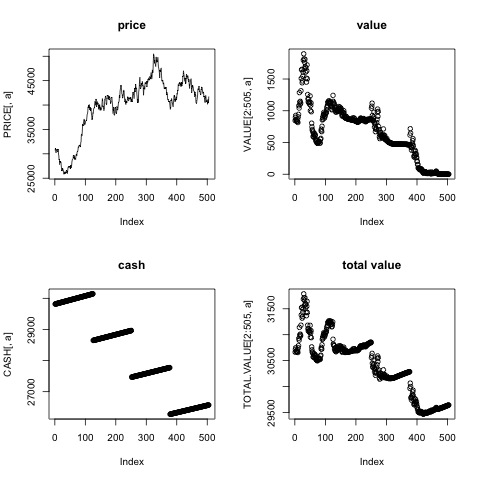 price
PRICE[, a]
25000 35000 45000
0 100 200 300 400 500
Index
value
VALUE[2:505, a]
0 500 1000 1500
0 100 200 300 400 500
Index
cash
CASH[, a]
27000 29000
0 100 200 300 400 500
Index
total value
TOTAL.VALUE[2:505, a]
29500 30500 31500
0 100 200 300 400 500
Index